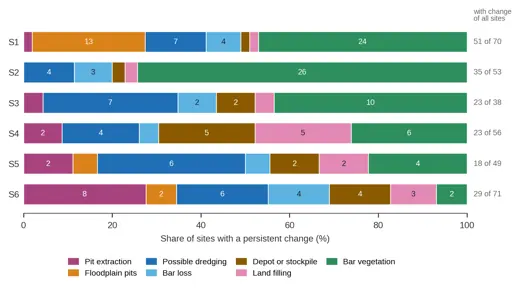 with change
of all sites
S1 13 7 4 24 51 of 70
S2 4 3 26 35 of 53
S3 7 2 2 10 23 of 38
S4 2 4 5 5 6 23 of 56
S5 2 6 2 2 4 18 of 49
S6 8 2 6 4 4 3 2 29 of 71
0 20 40 60 80 100
Share of sites with a persistent change (%)
Pit extraction Possible dredging Depot or stockpile Bar vegetation
Floodplain pits Bar loss Land filling